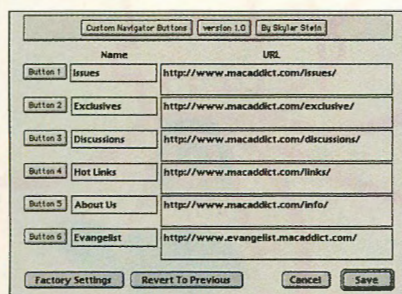 Custom Navigator Buttons version 1.0 By Skylar Stein
Name URL
Button 1 Issues http://www.macaddict.com/issues/
Button 2 Exclusives http://www.macaddict.com/exclusive/
Button 3 Discussions http://www.macaddict.com/discussions/
Button 4 Hot Links http://www.macaddict.com/links/
Button 5 About Us http://www.macaddict.com/info/
Button 6 Evangelist http://www.evangelist.macaddict.com/
Factory Settings Revert To Previous Cancel Save